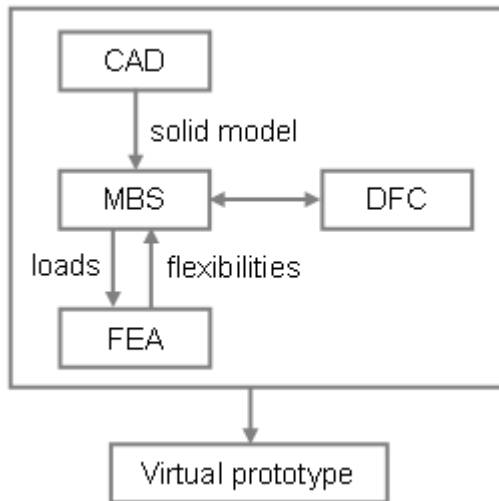 CAD
solid model
MBS
DFC
loads
flexibilities
FEA
Virtual prototype